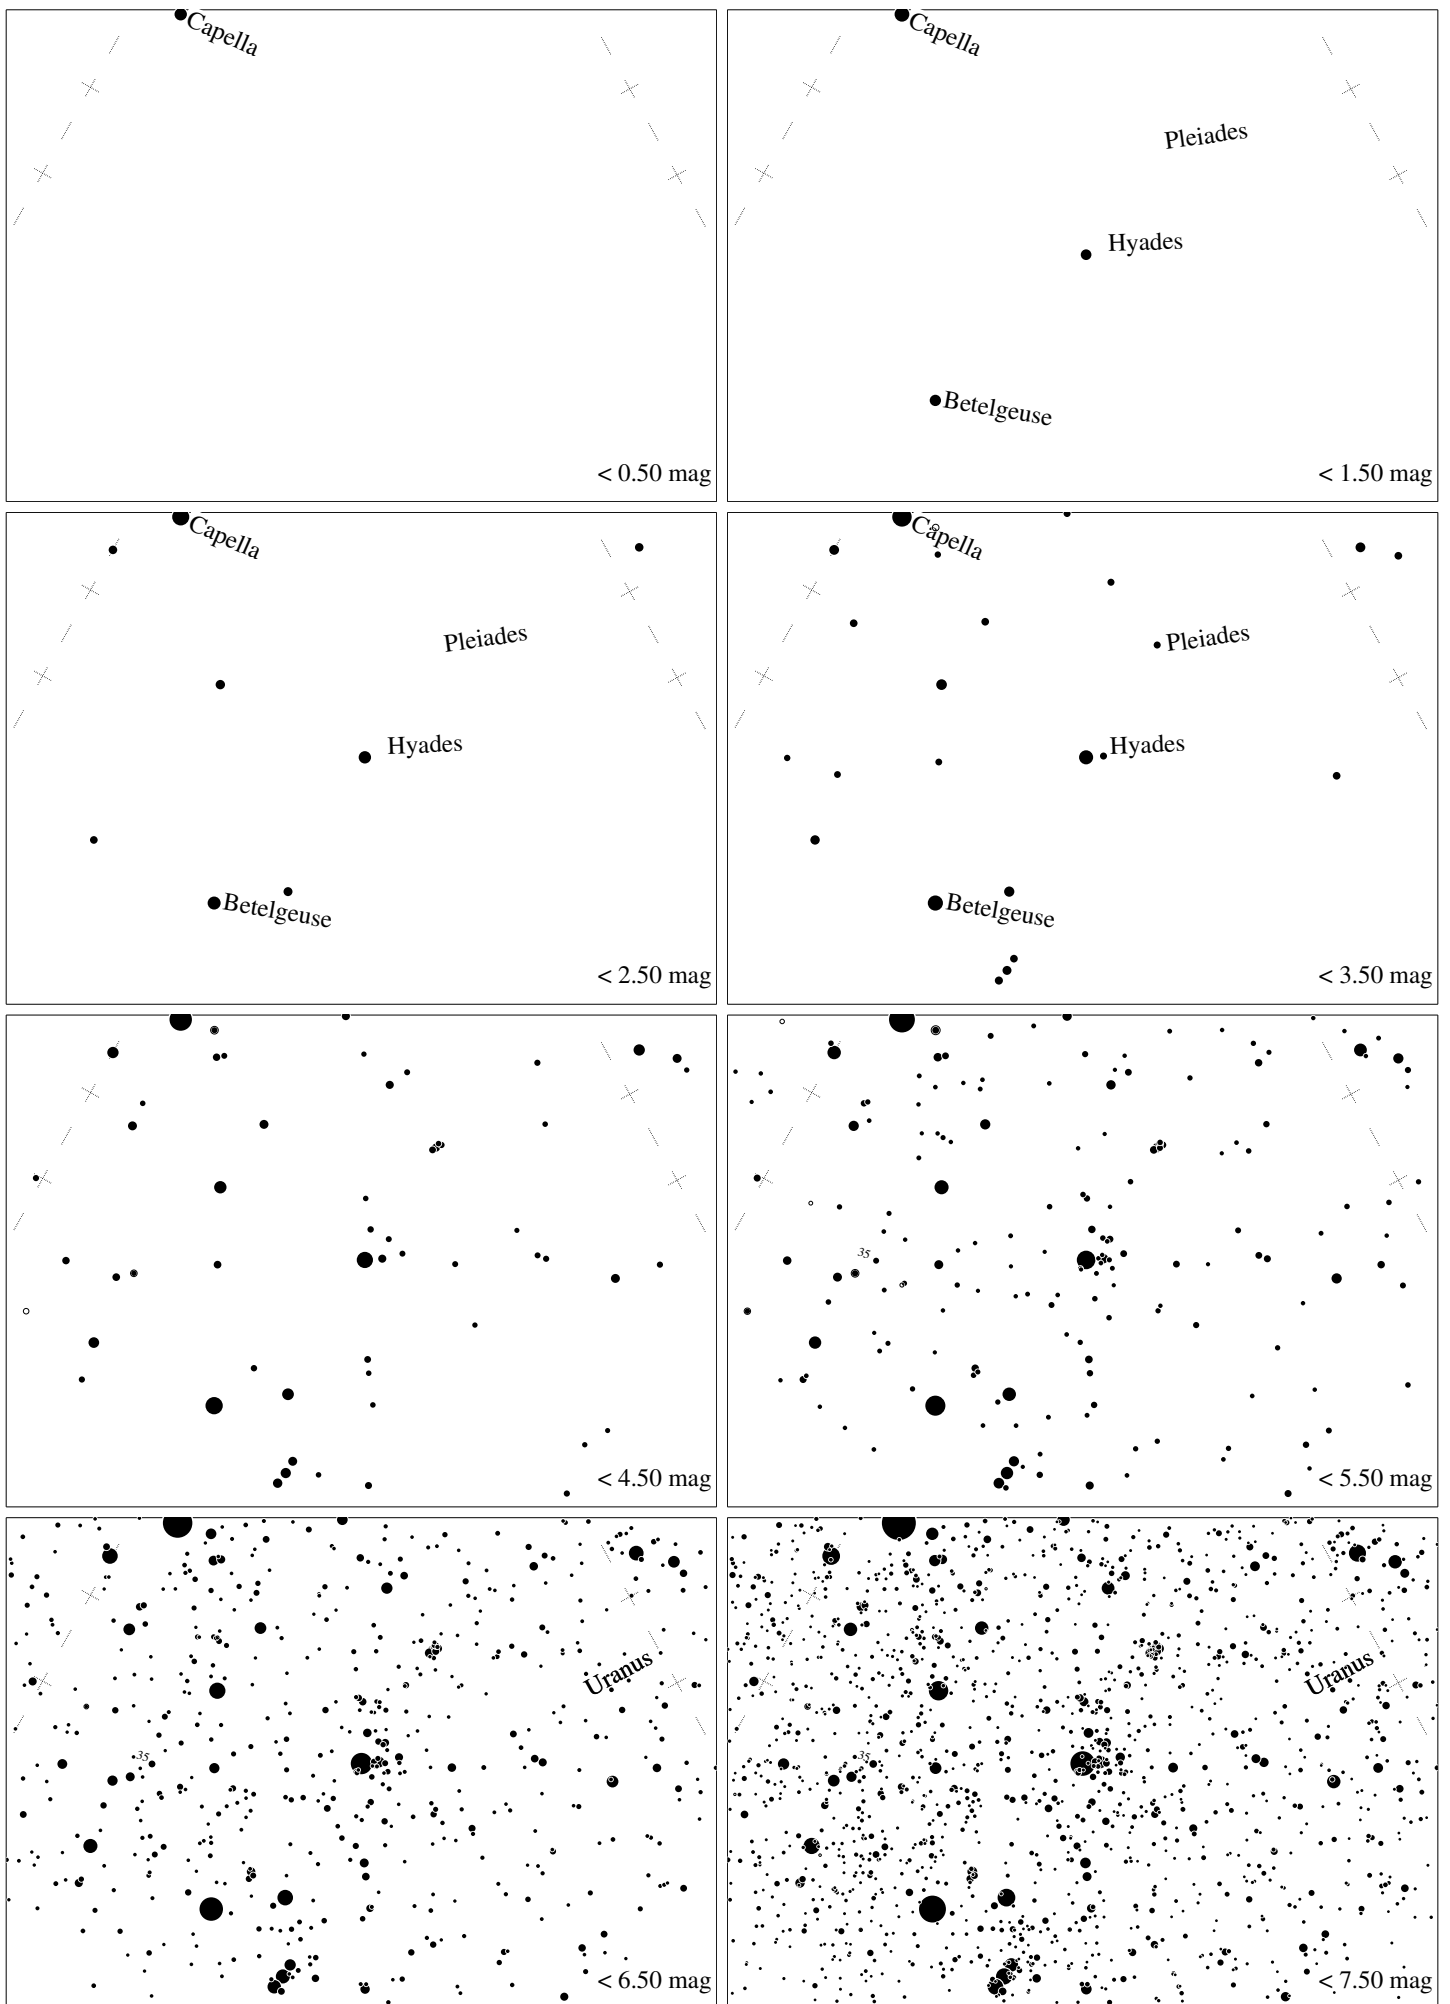 Capella
< 0.50 mag
Capella
Pleiades
Hyades
Betelgeuse
< 1.50 mag
Capella
Pleiades
Hyades
Betelgeuse
< 2.50 mag
Capella
Pleiades
Hyades
Betelgeuse
< 3.50 mag
< 4.50 mag
35
< 5.50 mag
Uranus
35
< 6.50 mag
Uranus
35
< 7.50 mag